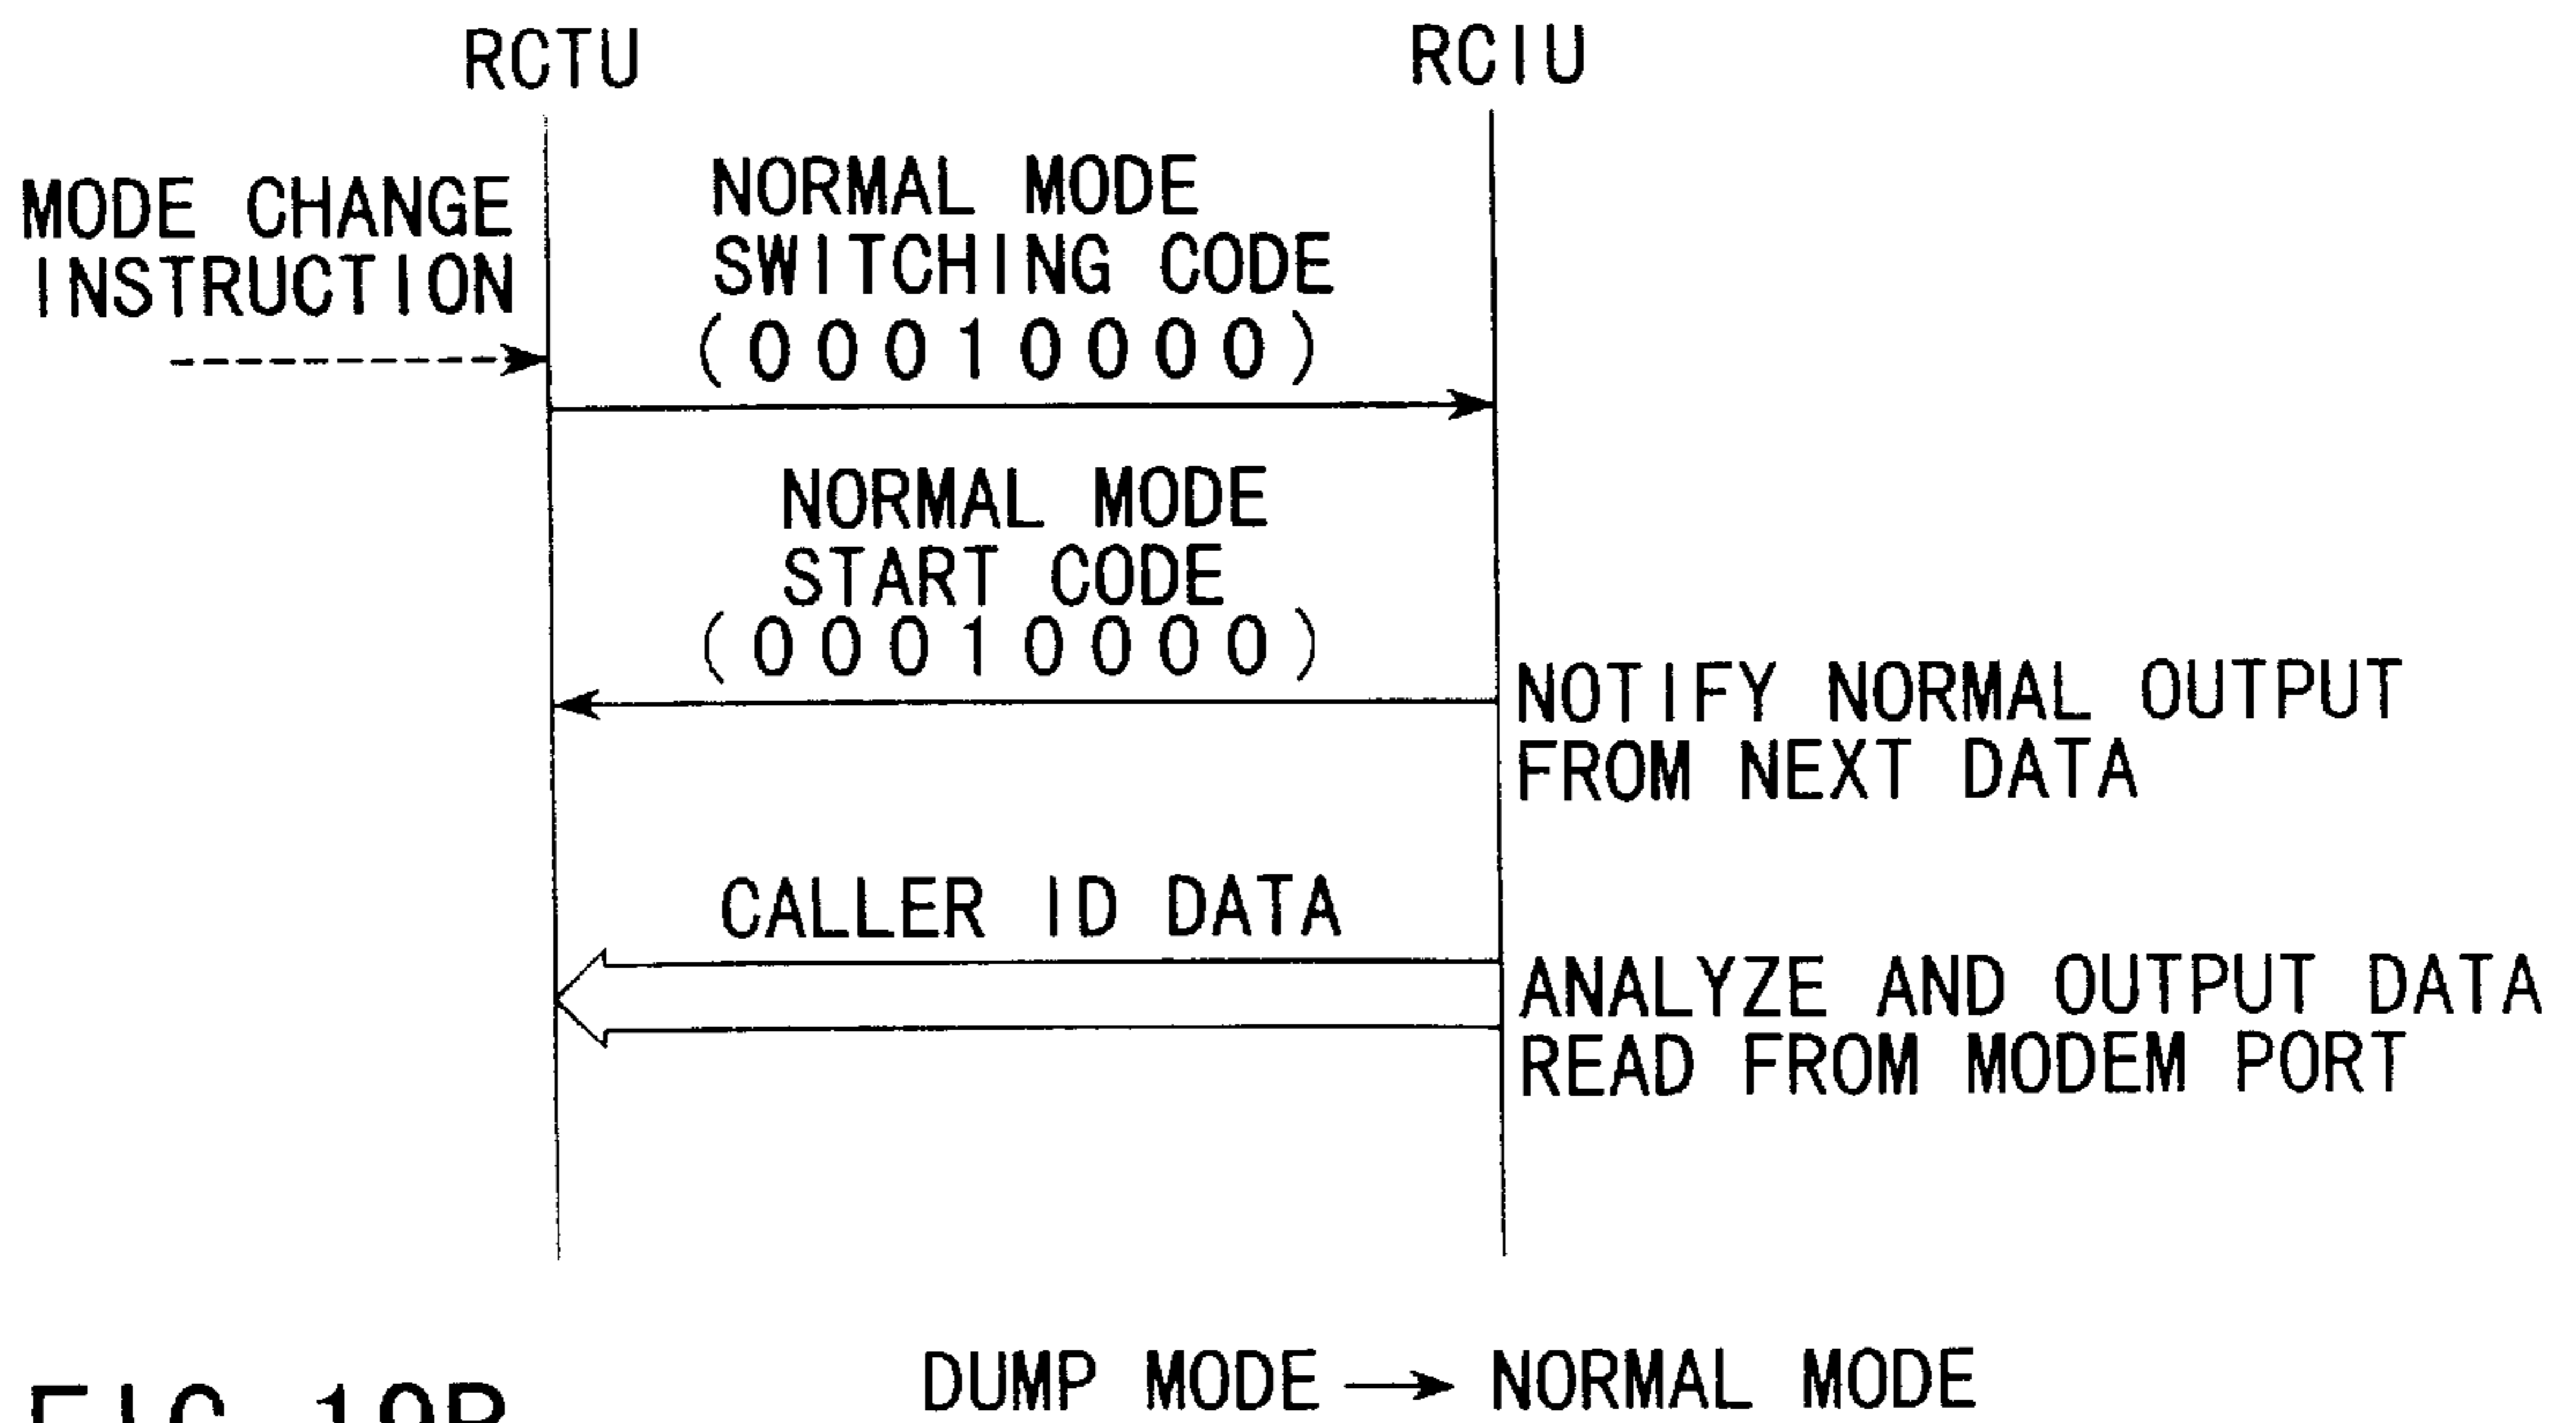 RCTU
RCIU
MODE CHANGE
INSTRUCTION
NORMAL MODE
SWITCHING CODE
(00010000)
NORMAL MODE
START CODE
(00010000)
NOTIFY NORMAL OUTPUT
FROM NEXT DATA
CALLER ID DATA
ANALYZE AND OUTPUT DATA
READ FROM MODEM PORT
DUMP MODE → NORMAL MODE